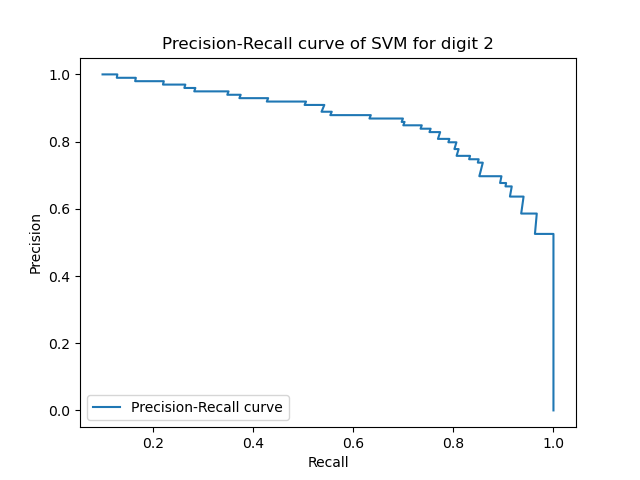 Precision-Recall curve of SVM for digit 2
1.0
0.8
0.6
0.4
0.2
0.0
Precision
Precision-Recall curve
0.2 0.4 0.6 0.8 1.0
Recall